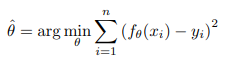 θ̂ = arg min_θ ∑_{i=1}^{n} (f_θ(x_i) − y_i)²